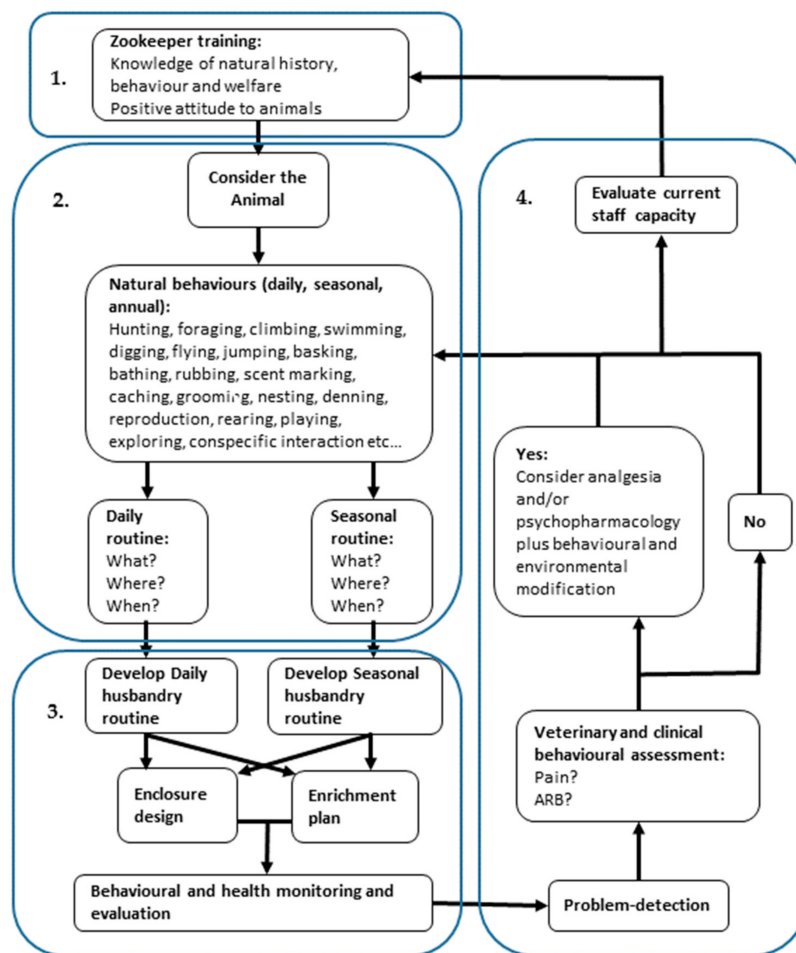 1.
Zookeeper training:
Knowledge of natural history,
behaviour and welfare
Positive attitude to animals
2.
Consider the
Animal
Natural behaviours (daily, seasonal,
annual):
Hunting, foraging, climbing, swimming,
digging, flying, jumping, basking,
bathing, rubbing, scent marking,
caching, grooming, nesting, denning,
reproduction, rearing, playing,
exploring, conspecific interaction etc...
Daily
routine:
What?
Where?
When?
Seasonal
routine:
What?
Where?
When?
3.
Develop Daily
husbandry
routine
Develop Seasonal
husbandry
routine
Enclosure
design
Enrichment
plan
Behavioural and health monitoring and
evaluation
4.
Evaluate current
staff capacity
Yes:
Consider analgesia
and/or
psychopharmacology
plus behavioural and
environmental
modification
No
Veterinary and clinical
behavioural assessment:
Pain?
ARB?
Problem-detection